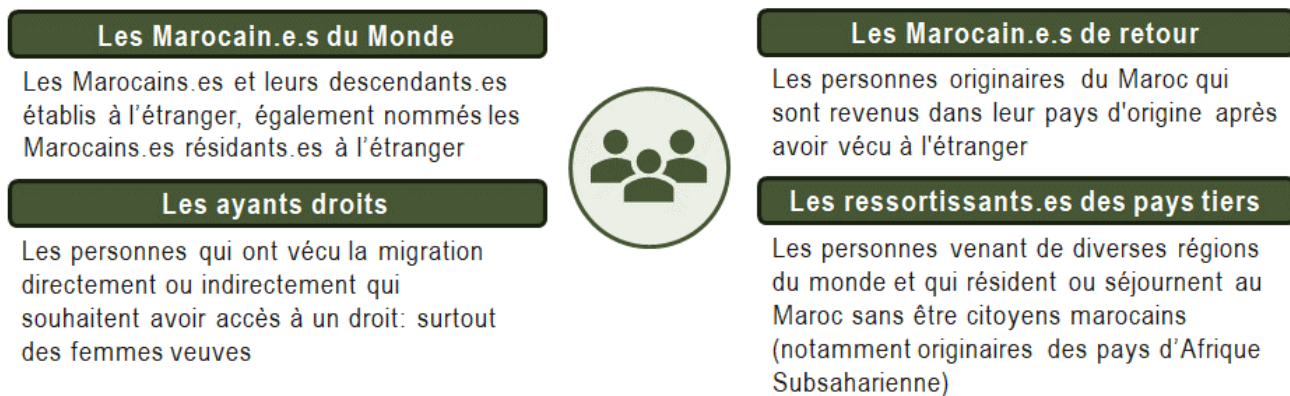 Les Marocain.e.s du Monde
Les Marocains.es et leurs descendants.es
établis à l'étranger, également nommés les
Marocains.es résidants.es à l'étranger
Les ayants droits
Les personnes qui ont vécu la migration
directement ou indirectement qui
souhaitent avoir accès à un droit: surtout
des femmes veuves
Les Marocain.e.s de retour
Les personnes originaires du Maroc qui
sont revenus dans leur pays d'origine après
avoir vécu à l'étranger
Les ressortissants.es des pays tiers
Les personnes venant de diverses régions
du monde et qui résident ou séjournent au
Maroc sans être citoyens marocains
(notamment originaires des pays d'Afrique
Subsaharienne)